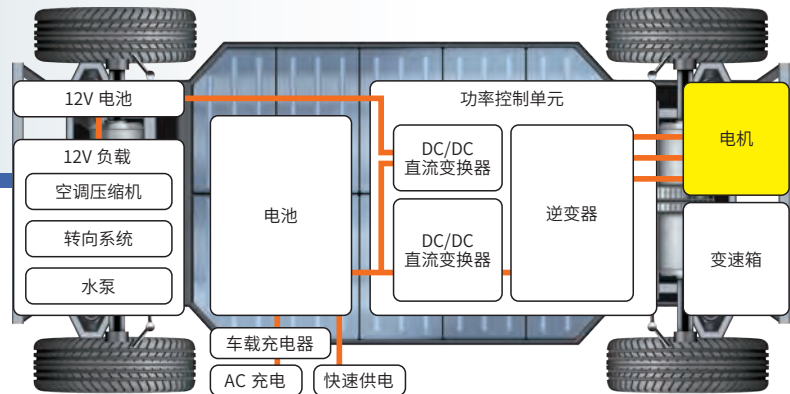 12V 电池
12V 负载
空调压缩机
转向系统
水泵
电池
车载充电器
AC 充电
快速供电
功率控制单元
DC/DC
直流变换器
DC/DC
直流变换器
逆变器
电机
变速箱